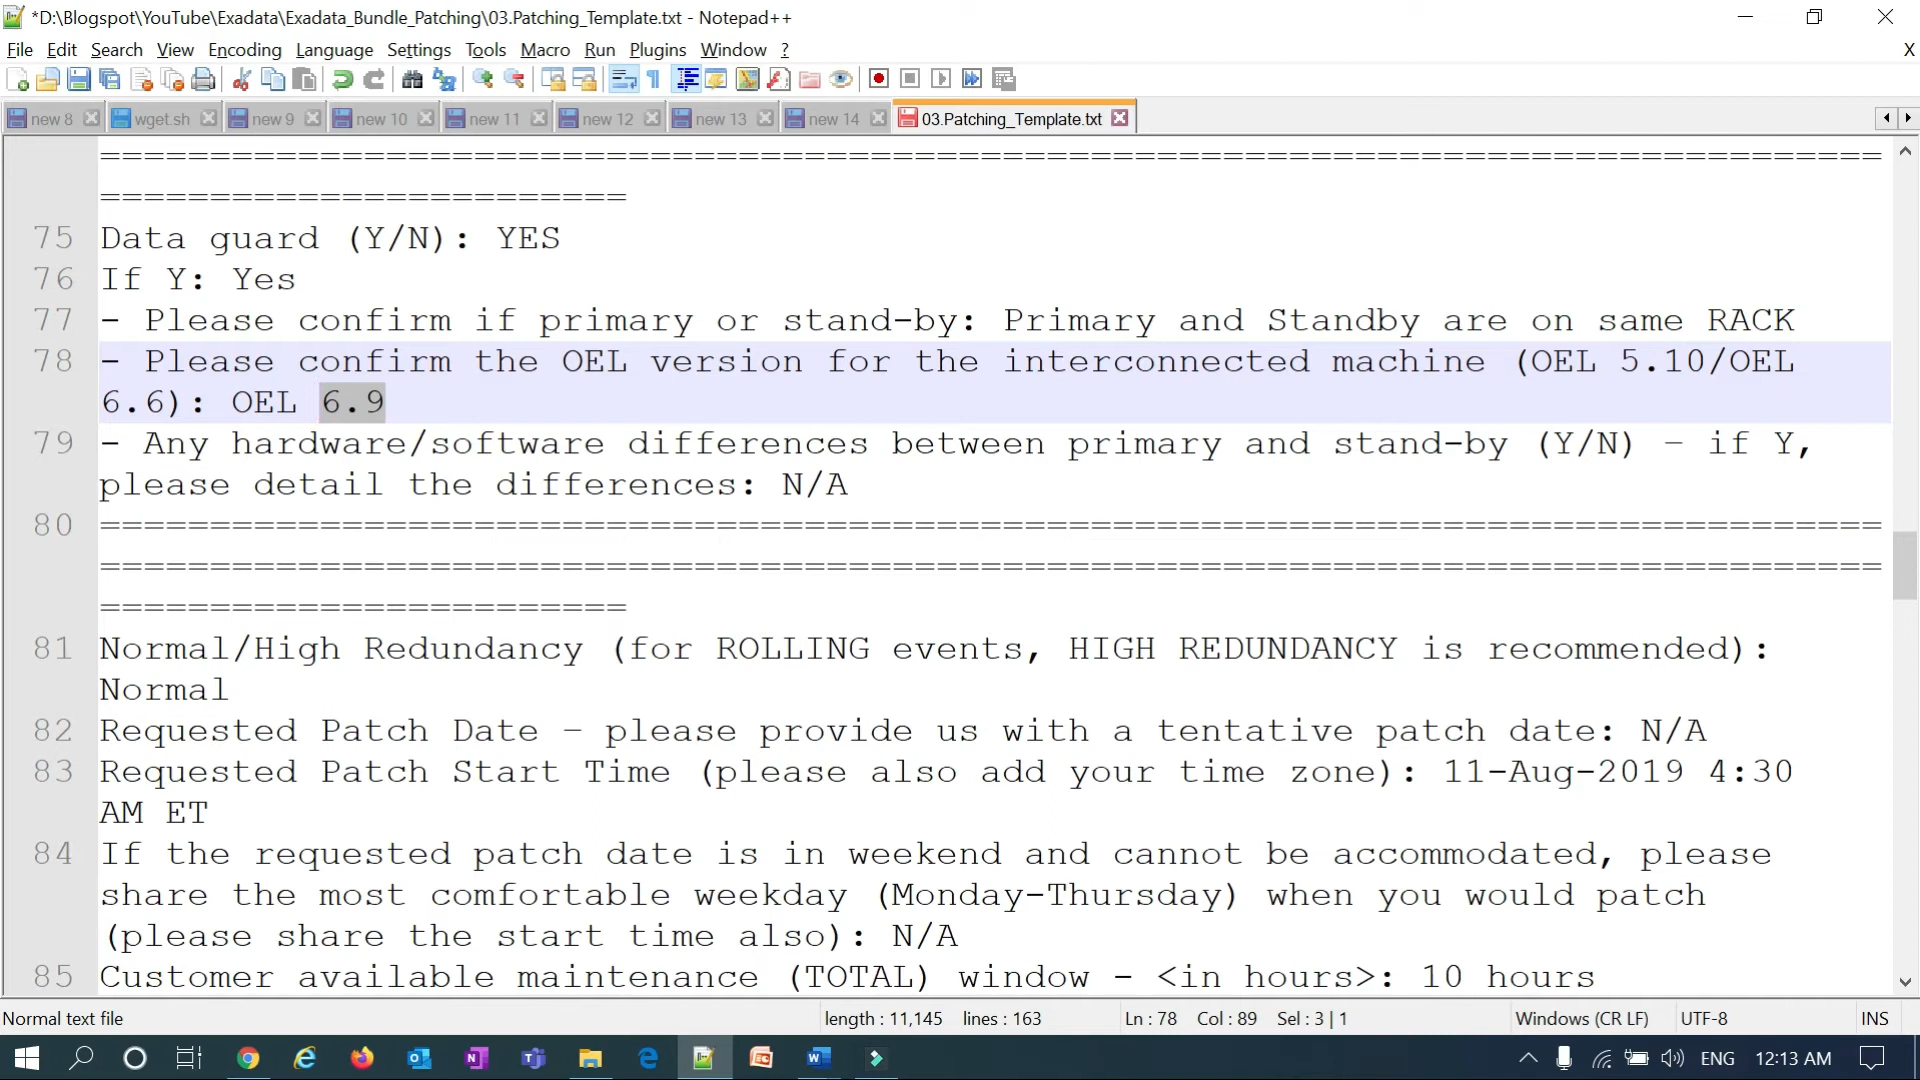 *D:\Blogspot\YouTube\Exadata\Exadata_Bundle_Patching\03.Patching_Template.txt - Notepad++
File Edit Search View Encoding Language Settings Tools Macro Run Plugins Window ? X
new 8 wget.sh new 9 new 10 new 11 new 12 new 13 new 14 03.Patching_Template.txt
=================================================================================
========================
75 Data guard (Y/N): YES
76 If Y: Yes
77 - Please confirm if primary or stand-by: Primary and Standby are on same RACK
78 - Please confirm the OEL version for the interconnected machine (OEL 5.10/OEL
6.6): OEL 6.9
79 - Any hardware/software differences between primary and stand-by (Y/N) – if Y,
please detail the differences: N/A
80 =================================================================================
=================================================================================
========================
81 Normal/High Redundancy (for ROLLING events, HIGH REDUNDANCY is recommended):
Normal
82 Requested Patch Date – please provide us with a tentative patch date: N/A
83 Requested Patch Start Time (please also add your time zone): 11-Aug-2019 4:30
AM ET
84 If the requested patch date is in weekend and cannot be accommodated, please
share the most comfortable weekday (Monday-Thursday) when you would patch
(please share the start time also): N/A
85 Customer available maintenance (TOTAL) window - <in hours>: 10 hours
Normal text file length : 11,145 lines : 163 Ln : 78 Col : 89 Sel : 3 | 1 Windows (CR LF) UTF-8 INS
ENG 12:13 AM